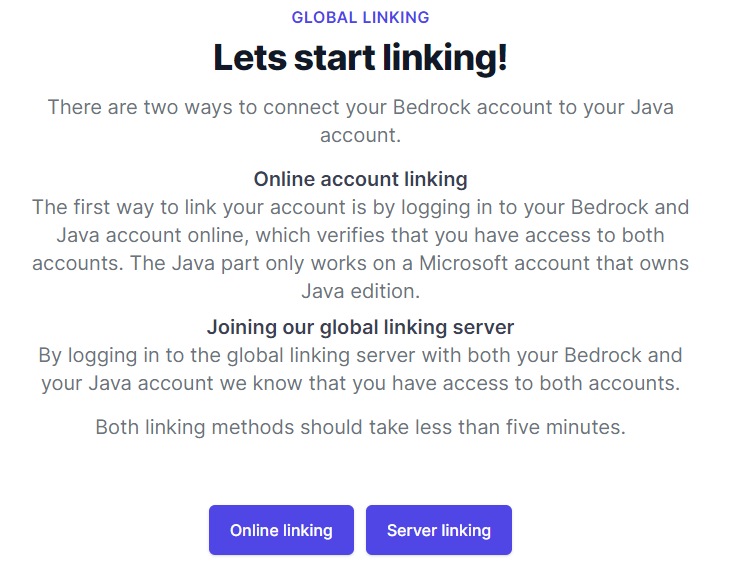 GLOBAL LINKING
Lets start linking!
There are two ways to connect your Bedrock account to your Java
account.
Online account linking
The first way to link your account is by logging in to your Bedrock and
Java account online, which verifies that you have access to both
accounts. The Java part only works on a Microsoft account that owns
Java edition.
Joining our global linking server
By logging in to the global linking server with both your Bedrock and
your Java account we know that you have access to both accounts.
Both linking methods should take less than five minutes.
Online linking
Server linking